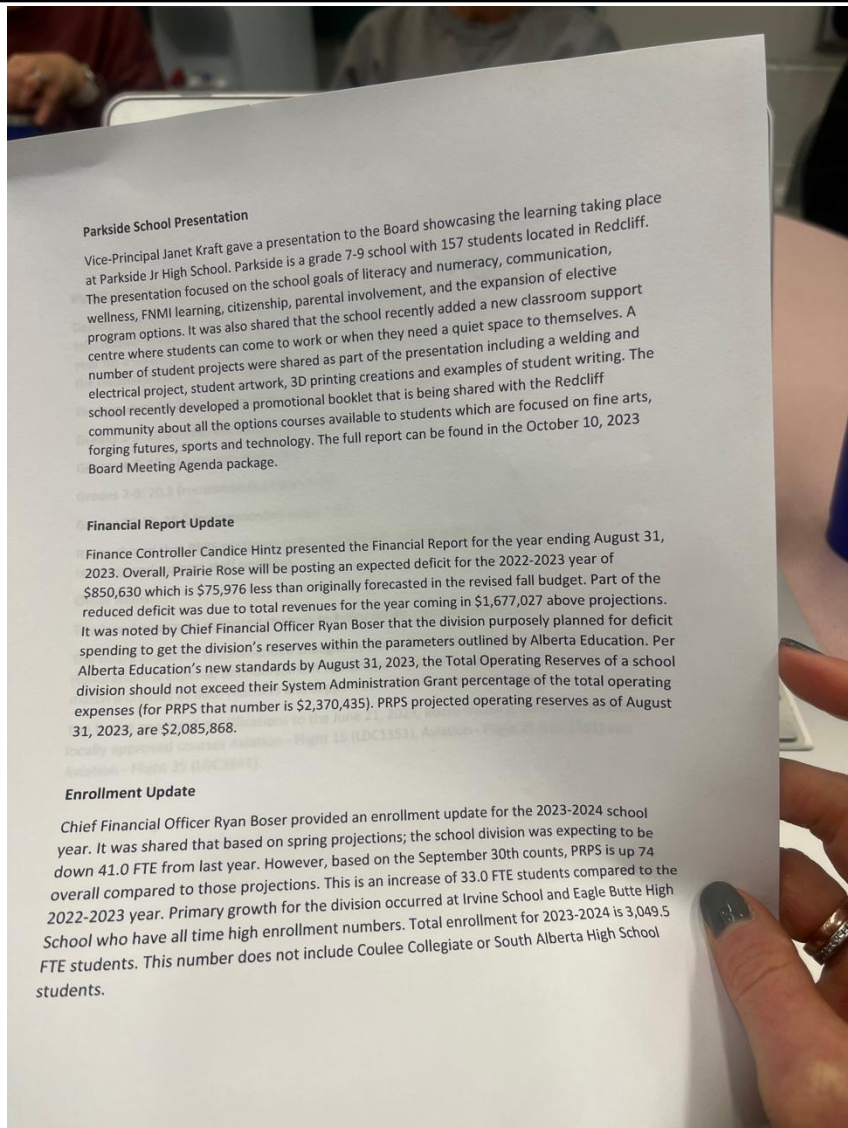 Parkside School Presentation
Vice-Principal Janet Kraft gave a presentation to the Board showcasing the learning taking place
at Parkside Jr High School. Parkside is a grade 7-9 school with 157 students located in Redcliff.
The presentation focused on the school goals of literacy and numeracy, communication,
wellness, FNMI learning, citizenship, parental involvement, and the expansion of elective
program options. It was also shared that the school recently added a new classroom support
centre where students can come to work or when they need a quiet space to themselves. A
number of student projects were shared as part of the presentation including a welding and
electrical project, student artwork, 3D printing creations and examples of student writing. The
school recently developed a promotional booklet that is being shared with the Redcliff
community about all the options courses available to students which are focused on fine arts,
forging futures, sports and technology. The full report can be found in the October 10, 2023
Board Meeting Agenda package.
Grades 7-9: 20.3
Financial Report Update
Finance Controller Candice Hintz presented the Financial Report for the year ending August 31,
2023. Overall, Prairie Rose will be posting an expected deficit for the 2022-2023 year of
$850,630 which is $75,976 less than originally forecasted in the revised fall budget. Part of the
reduced deficit was due to total revenues for the year coming in $1,677,027 above projections.
It was noted by Chief Financial Officer Ryan Boser that the division purposely planned for deficit
spending to get the division's reserves within the parameters outlined by Alberta Education. Per
Alberta Education's new standards by August 31, 2023, the Total Operating Reserves of a school
division should not exceed their System Administration Grant percentage of the total operating
expenses (for PRPS that number is $2,370,435). PRPS projected operating reserves as of August
31, 2023, are $2,085,868.
locally approved courses Aviation - Flight 15 (LDC1351), Aviation - Flight
Aviation - Flight 35
Enrollment Update
Chief Financial Officer Ryan Boser provided an enrollment update for the 2023-2024 school
year. It was shared that based on spring projections; the school division was expecting to be
down 41.0 FTE from last year. However, based on the September 30th counts, PRPS is up 74
overall compared to those projections. This is an increase of 33.0 FTE students compared to the
2022-2023 year. Primary growth for the division occurred at Irvine School and Eagle Butte High
School who have all time high enrollment numbers. Total enrollment for 2023-2024 is 3,049.5
FTE students. This number does not include Coulee Collegiate or South Alberta High School
students.